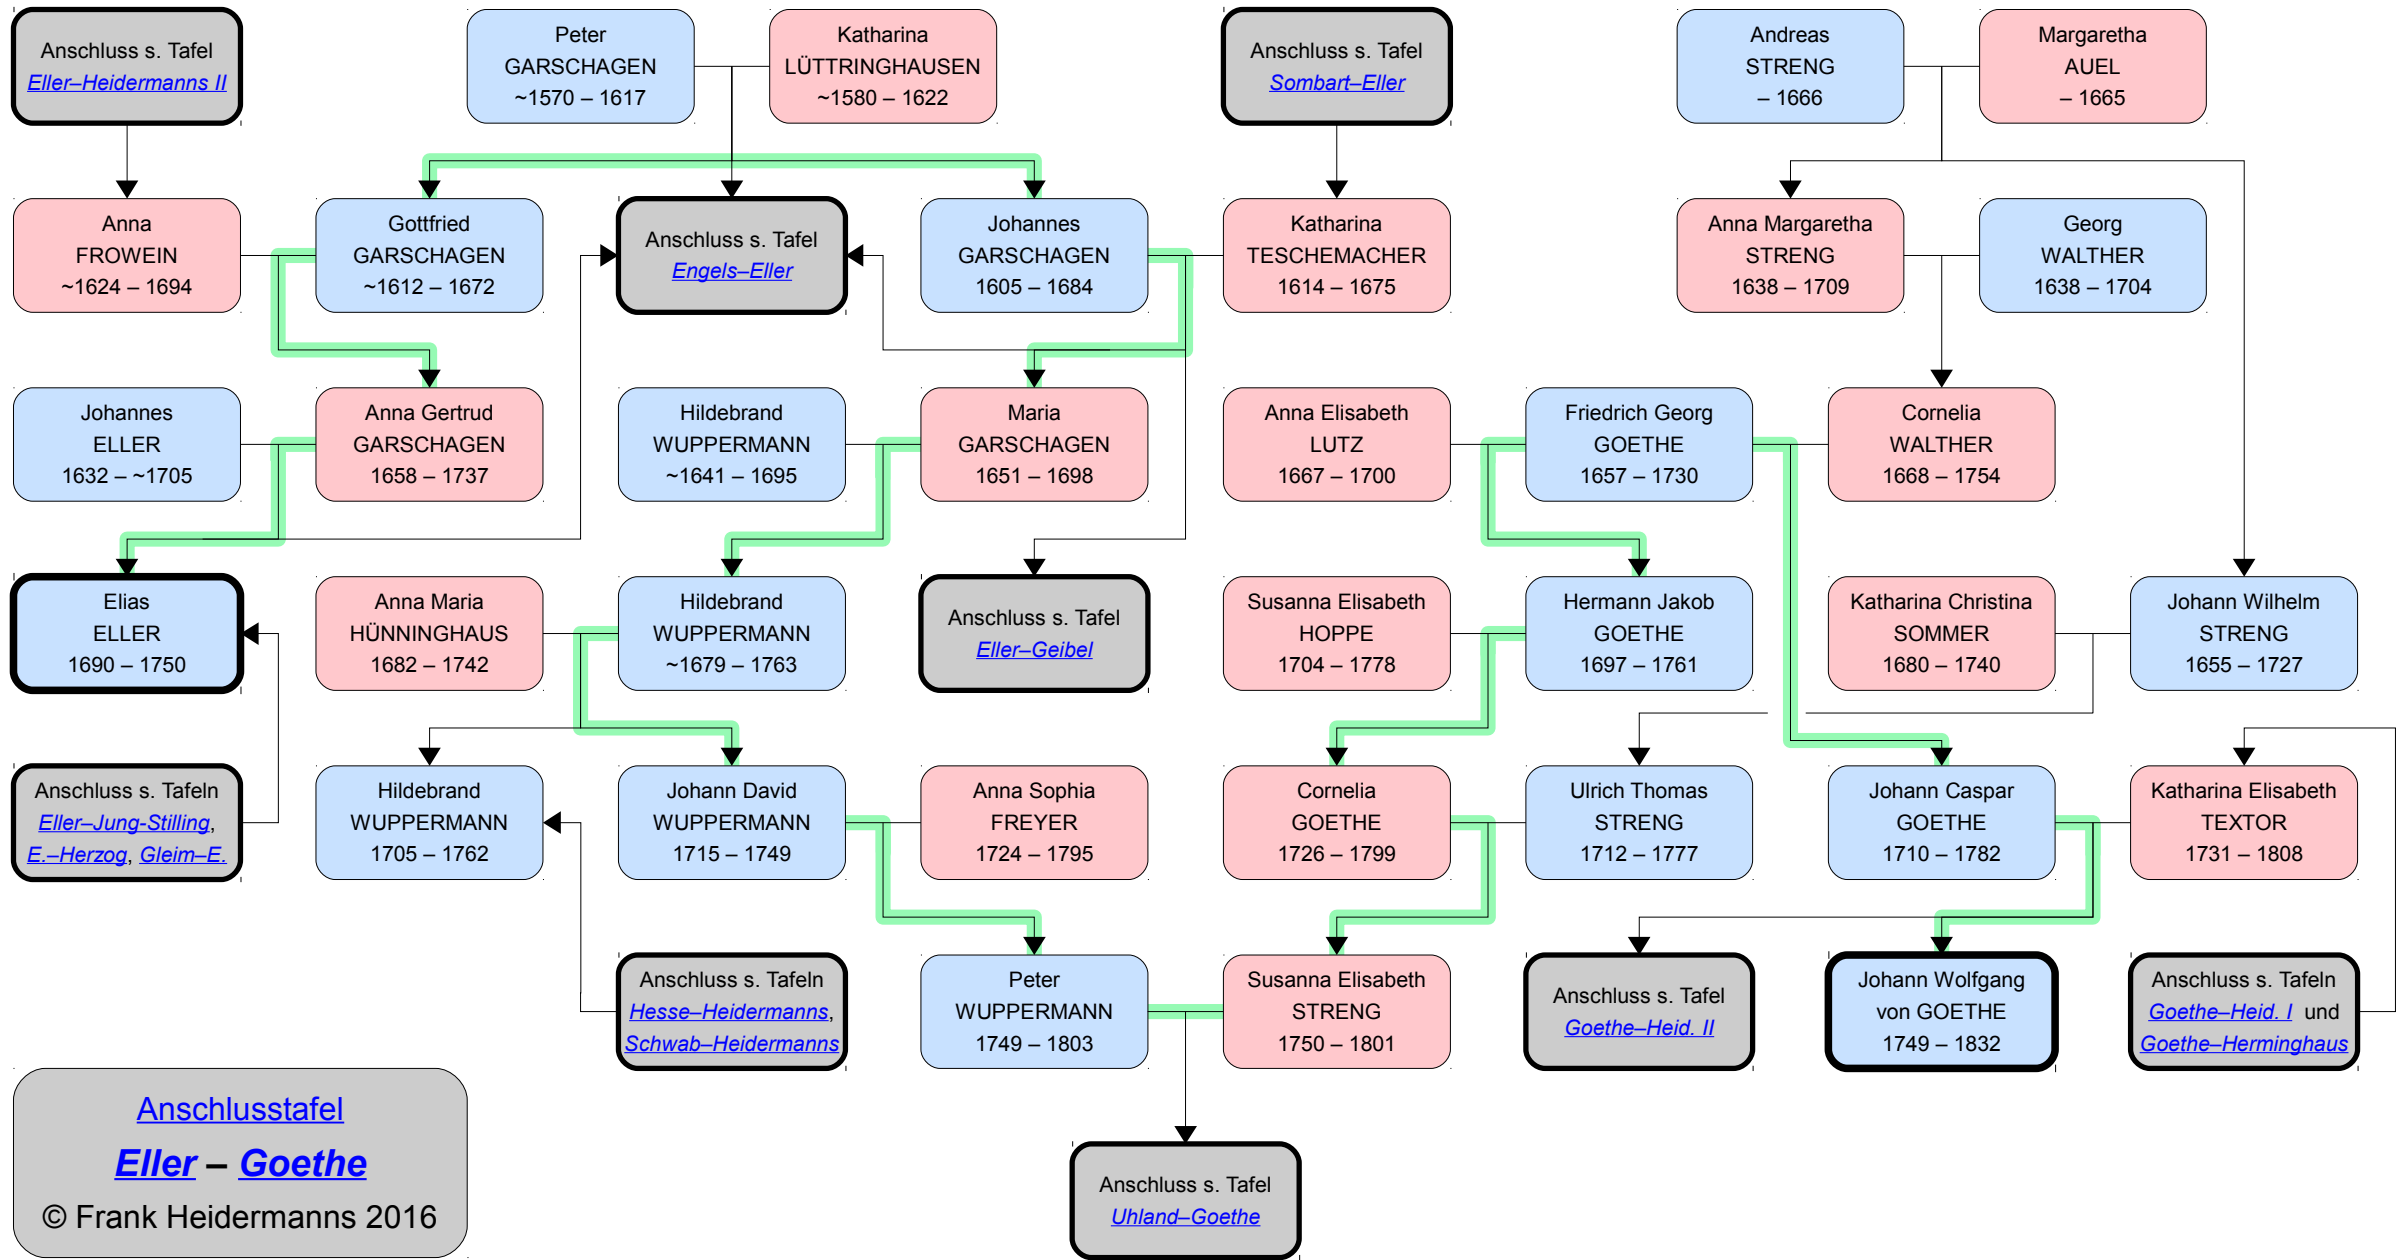 Anschluss s. Tafel
Eller–Heidermanns II
Peter
GARSCHAGEN
~1570 – 1617
Katharina
LÜTTRINGHAUSEN
~1580 – 1622
Anschluss s. Tafel
Sombart–Eller
Andreas
STRENG
– 1666
Margaretha
AUEL
– 1665
Anna
FROWEIN
~1624 – 1694
Gottfried
GARSCHAGEN
~1612 – 1672
Anschluss s. Tafel
Engels–Eller
Johannes
GARSCHAGEN
1605 – 1684
Katharina
TESCHEMACHER
1614 – 1675
Anna Margaretha
STRENG
1638 – 1709
Georg
WALTHER
1638 – 1704
Johannes
ELLER
1632 – ~1705
Anna Gertrud
GARSCHAGEN
1658 – 1737
Hildebrand
WUPPERMANN
~1641 – 1695
Maria
GARSCHAGEN
1651 – 1698
Anna Elisabeth
LUTZ
1667 – 1700
Friedrich Georg
GOETHE
1657 – 1730
Cornelia
WALTHER
1668 – 1754
Elias
ELLER
1690 – 1750
Anna Maria
HÜNNINGHAUS
1682 – 1742
Hildebrand
WUPPERMANN
~1679 – 1763
Anschluss s. Tafel
Eller–Geibel
Susanna Elisabeth
HOPPE
1704 – 1778
Hermann Jakob
GOETHE
1697 – 1761
Katharina Christina
SOMMER
1680 – 1740
Johann Wilhelm
STRENG
1655 – 1727
Anschluss s. Tafeln
Eller–Jung-Stilling,
E.–Herzog, Gleim–E.
Hildebrand
WUPPERMANN
1705 – 1762
Johann David
WUPPERMANN
1715 – 1749
Anna Sophia
FREYER
1724 – 1795
Cornelia
GOETHE
1726 – 1799
Ulrich Thomas
STRENG
1712 – 1777
Johann Caspar
GOETHE
1710 – 1782
Katharina Elisabeth
TEXTOR
1731 – 1808
Anschluss s. Tafeln
Hesse–Heidermanns,
Schwab–Heidermanns
Peter
WUPPERMANN
1749 – 1803
Susanna Elisabeth
STRENG
1750 – 1801
Anschluss s. Tafel
Goethe–Heid. II
Johann Wolfgang
von GOETHE
1749 – 1832
Anschluss s. Tafeln
Goethe–Heid. I und
Goethe–Herminghaus
Anschlusstafel
Eller – Goethe
© Frank Heidermanns 2016
Anschluss s. Tafel
Uhland–Goethe